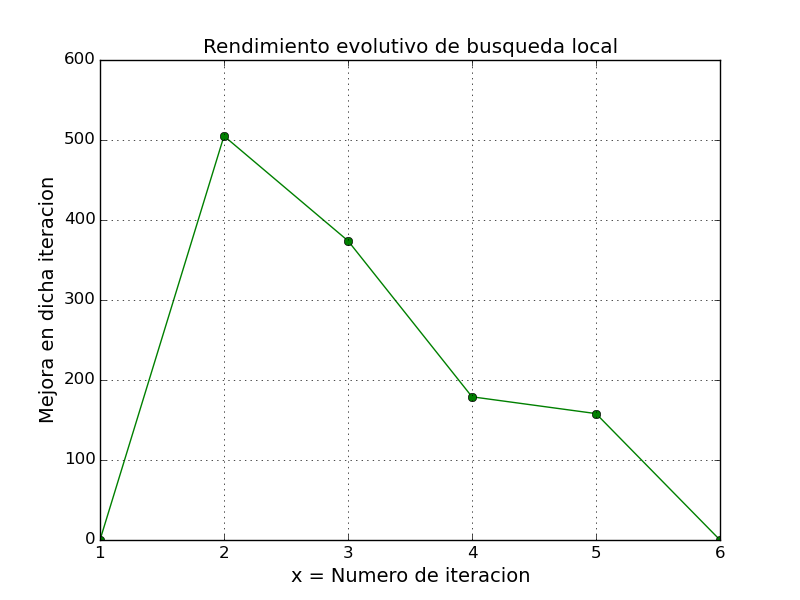 Rendimiento evolutivo de busqueda local
600
500
400
300
200
100
0
Mejora en dicha iteracion
1 2 3 4 5 6
x = Numero de iteracion